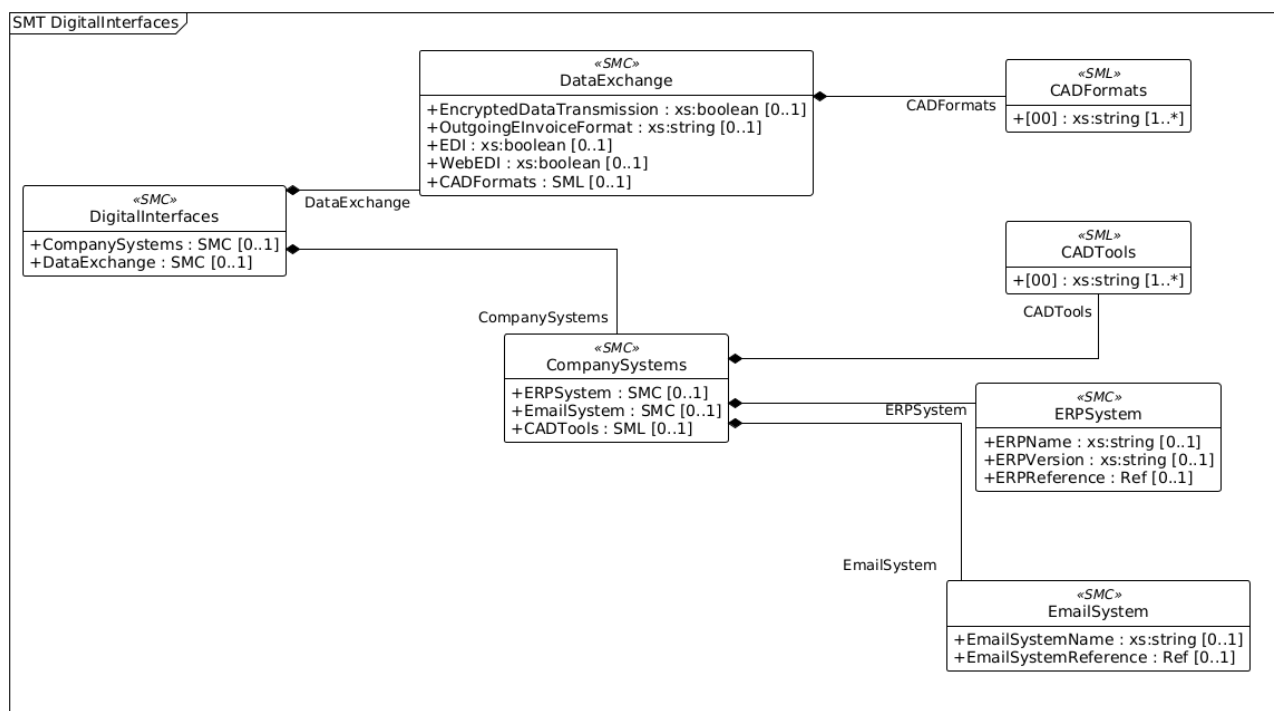 SMT DigitalInterfaces
«SMC»
DataExchange
+EncryptedDataTransmission : xs:boolean [0..1]
+OutgoingEInvoiceFormat : xs:string [0..1]
+EDI : xs:boolean [0..1]
+WebEDI : xs:boolean [0..1]
+CADFormats : SML [0..1]
CADFormats
«SML»
CADFormats
+[00] : xs:string [1..*]
«SMC»
DigitalInterfaces
+CompanySystems : SMC [0..1]
+DataExchange : SMC [0..1]
DataExchange
CompanySystems
«SML»
CADTools
+[00] : xs:string [1..*]
CADTools
«SMC»
CompanySystems
+ERPSystem : SMC [0..1]
+EmailSystem : SMC [0..1]
+CADTools : SML [0..1]
ERPSystem
«SMC»
ERPSystem
+ERPName : xs:string [0..1]
+ERPVersion : xs:string [0..1]
+ERPReference : Ref [0..1]
EmailSystem
«SMC»
EmailSystem
+EmailSystemName : xs:string [0..1]
+EmailSystemReference : Ref [0..1]